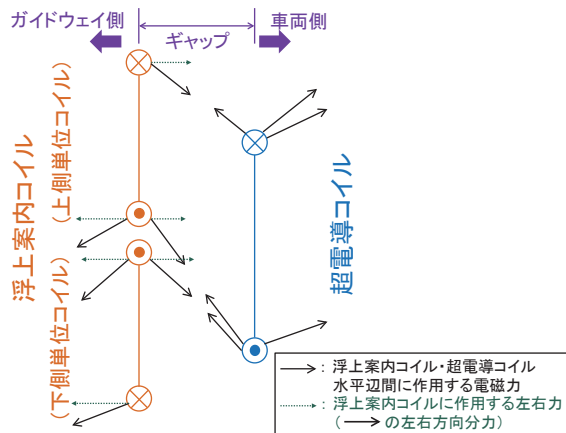 ガイドウェイ側
車両側
ギャップ
浮上案内コイル
(上側単位コイル)
(下側単位コイル)
超電導コイル
: 浮上案内コイル・超電導コイル
水平辺間に作用する電磁力
: 浮上案内コイルに作用する左右力
( の左右方向分力)